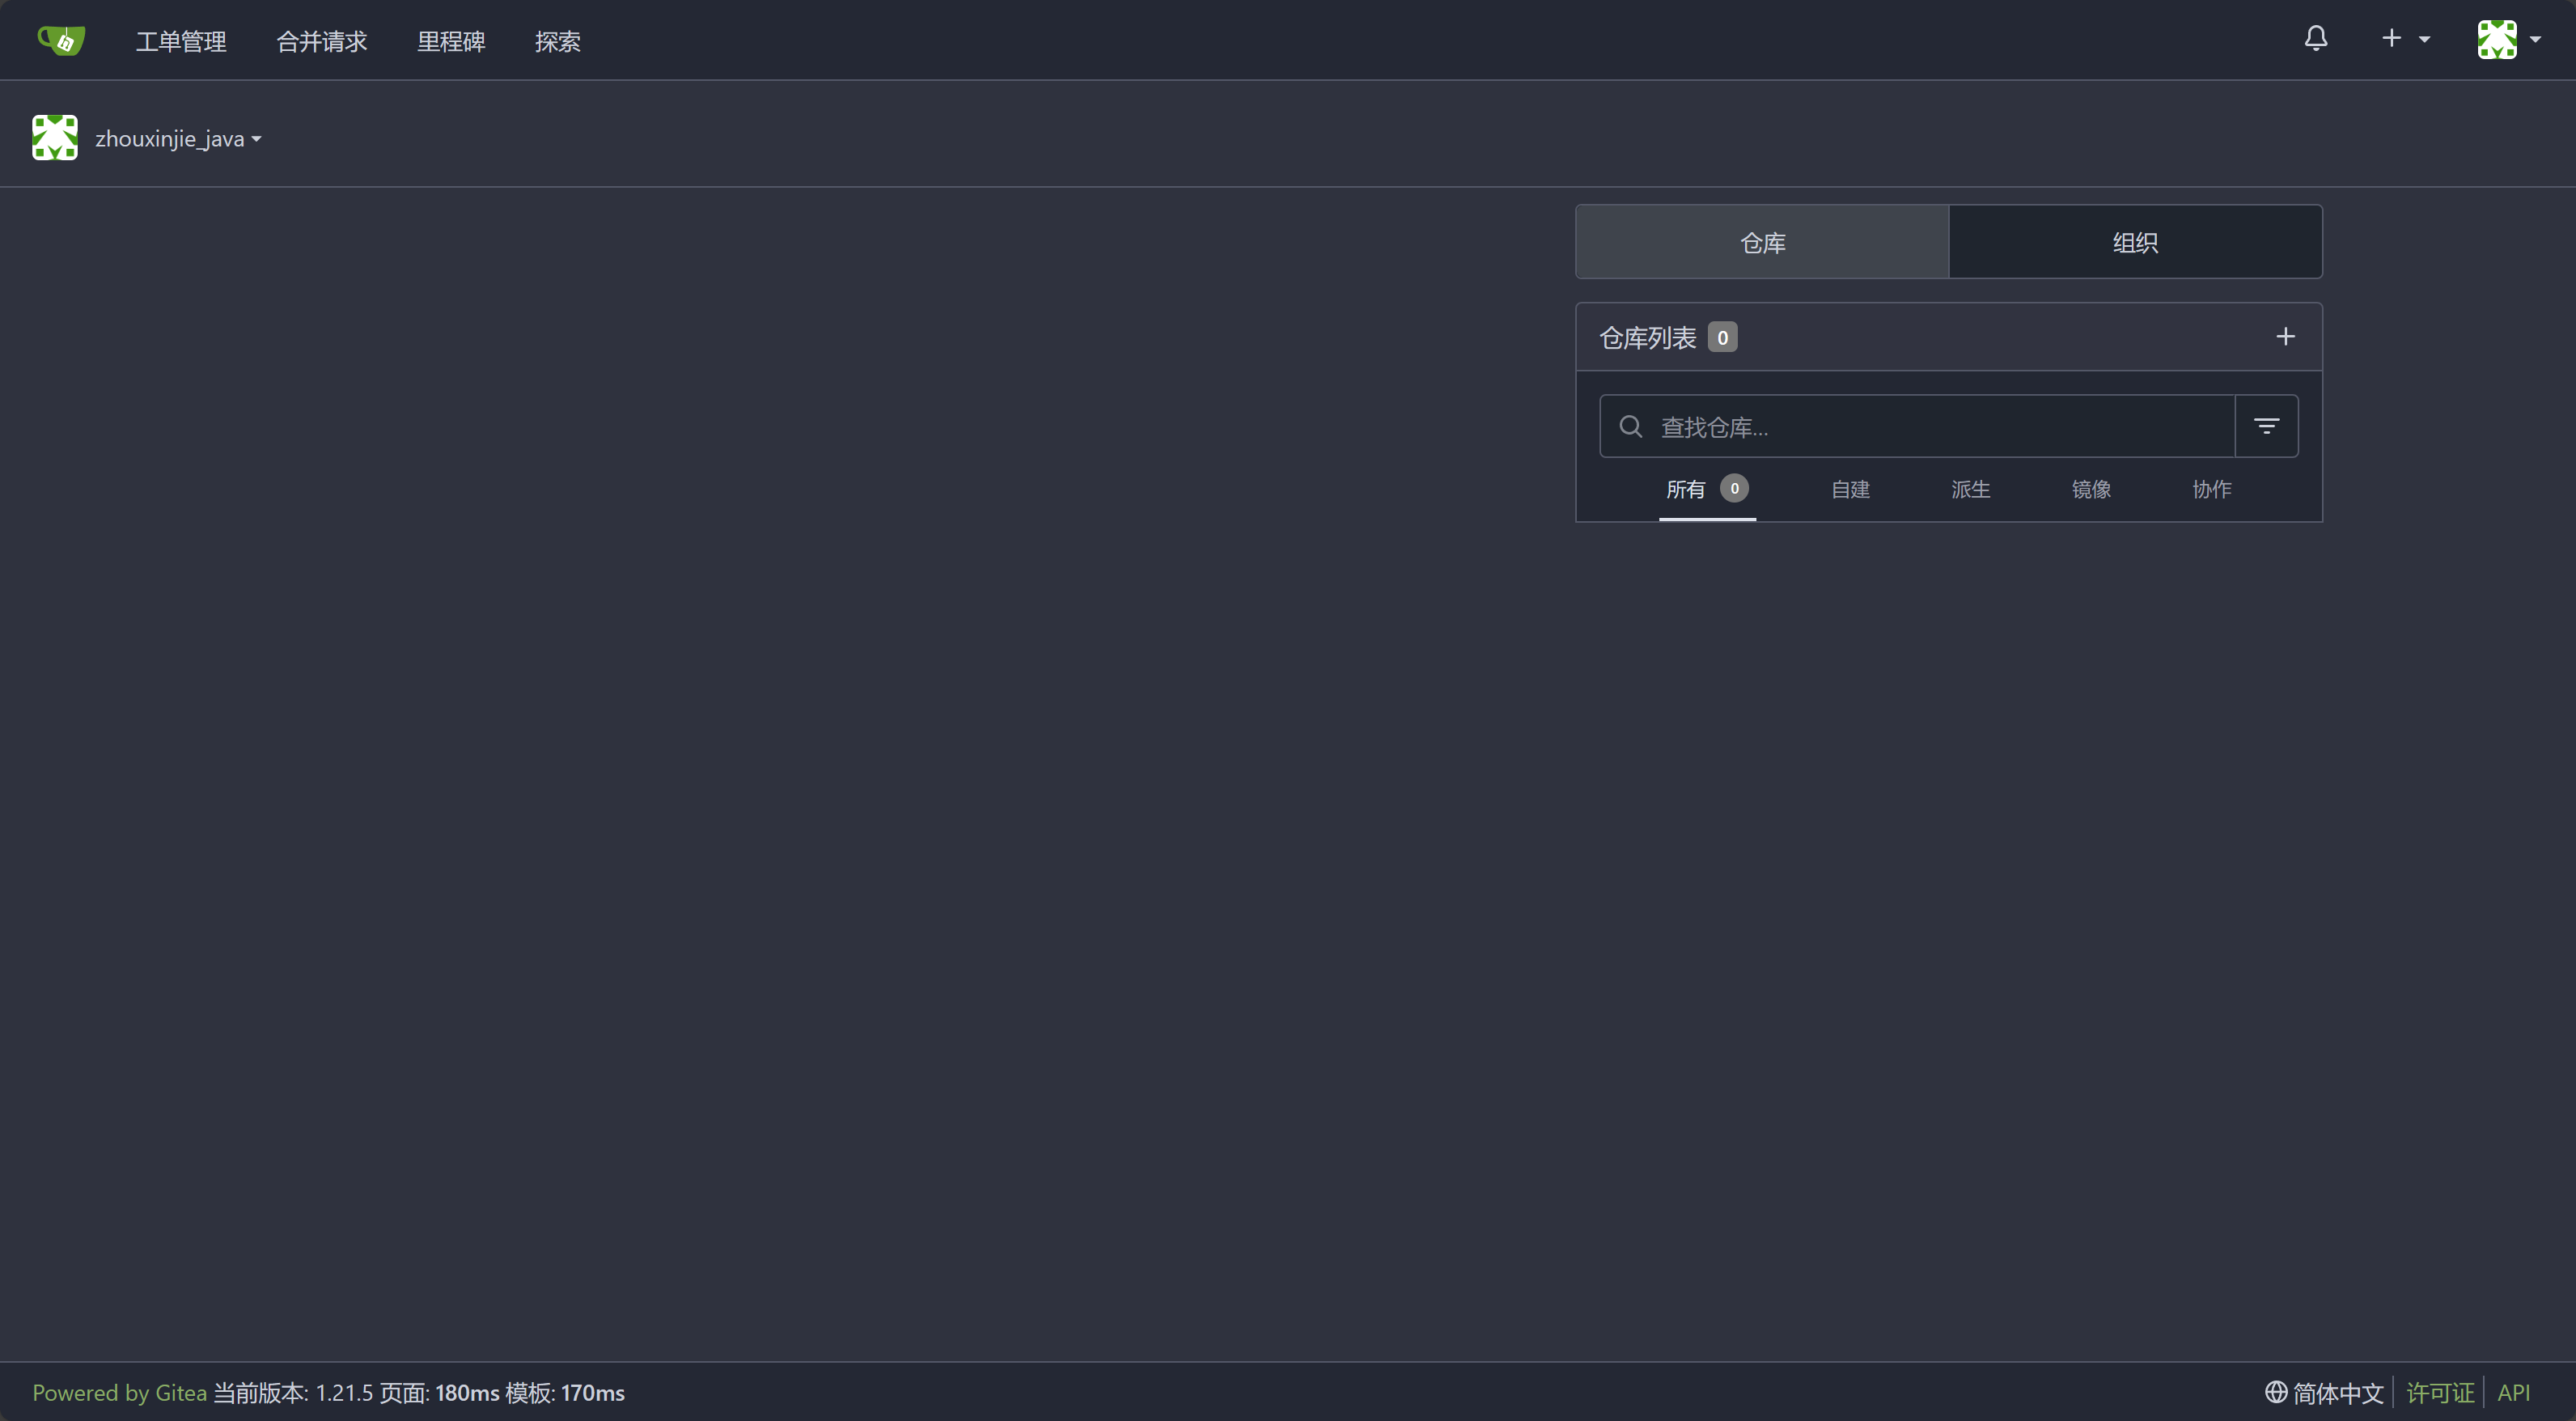 工单管理 合并请求 里程碑 探索
zhouxinjie_java
仓库 组织
仓库列表 0
查找仓库...
所有 0 自建 派生 镜像 协作
Powered by Gitea 当前版本: 1.21.5 页面: 180ms 模板: 170ms
简体中文 许可证 API